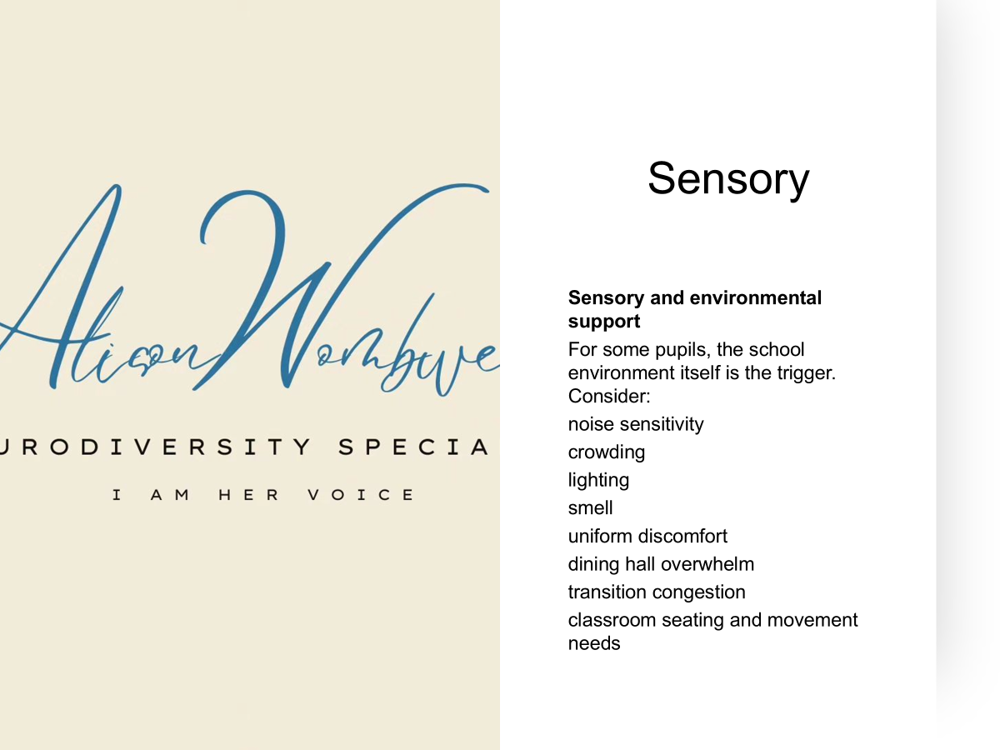 Alison Wombwe
URODIVERSITY SPECIA
I AM HER VOICE
Sensory
Sensory and environmental
support
For some pupils, the school
environment itself is the trigger.
Consider:
noise sensitivity
crowding
lighting
smell
uniform discomfort
dining hall overwhelm
transition congestion
classroom seating and movement
needs